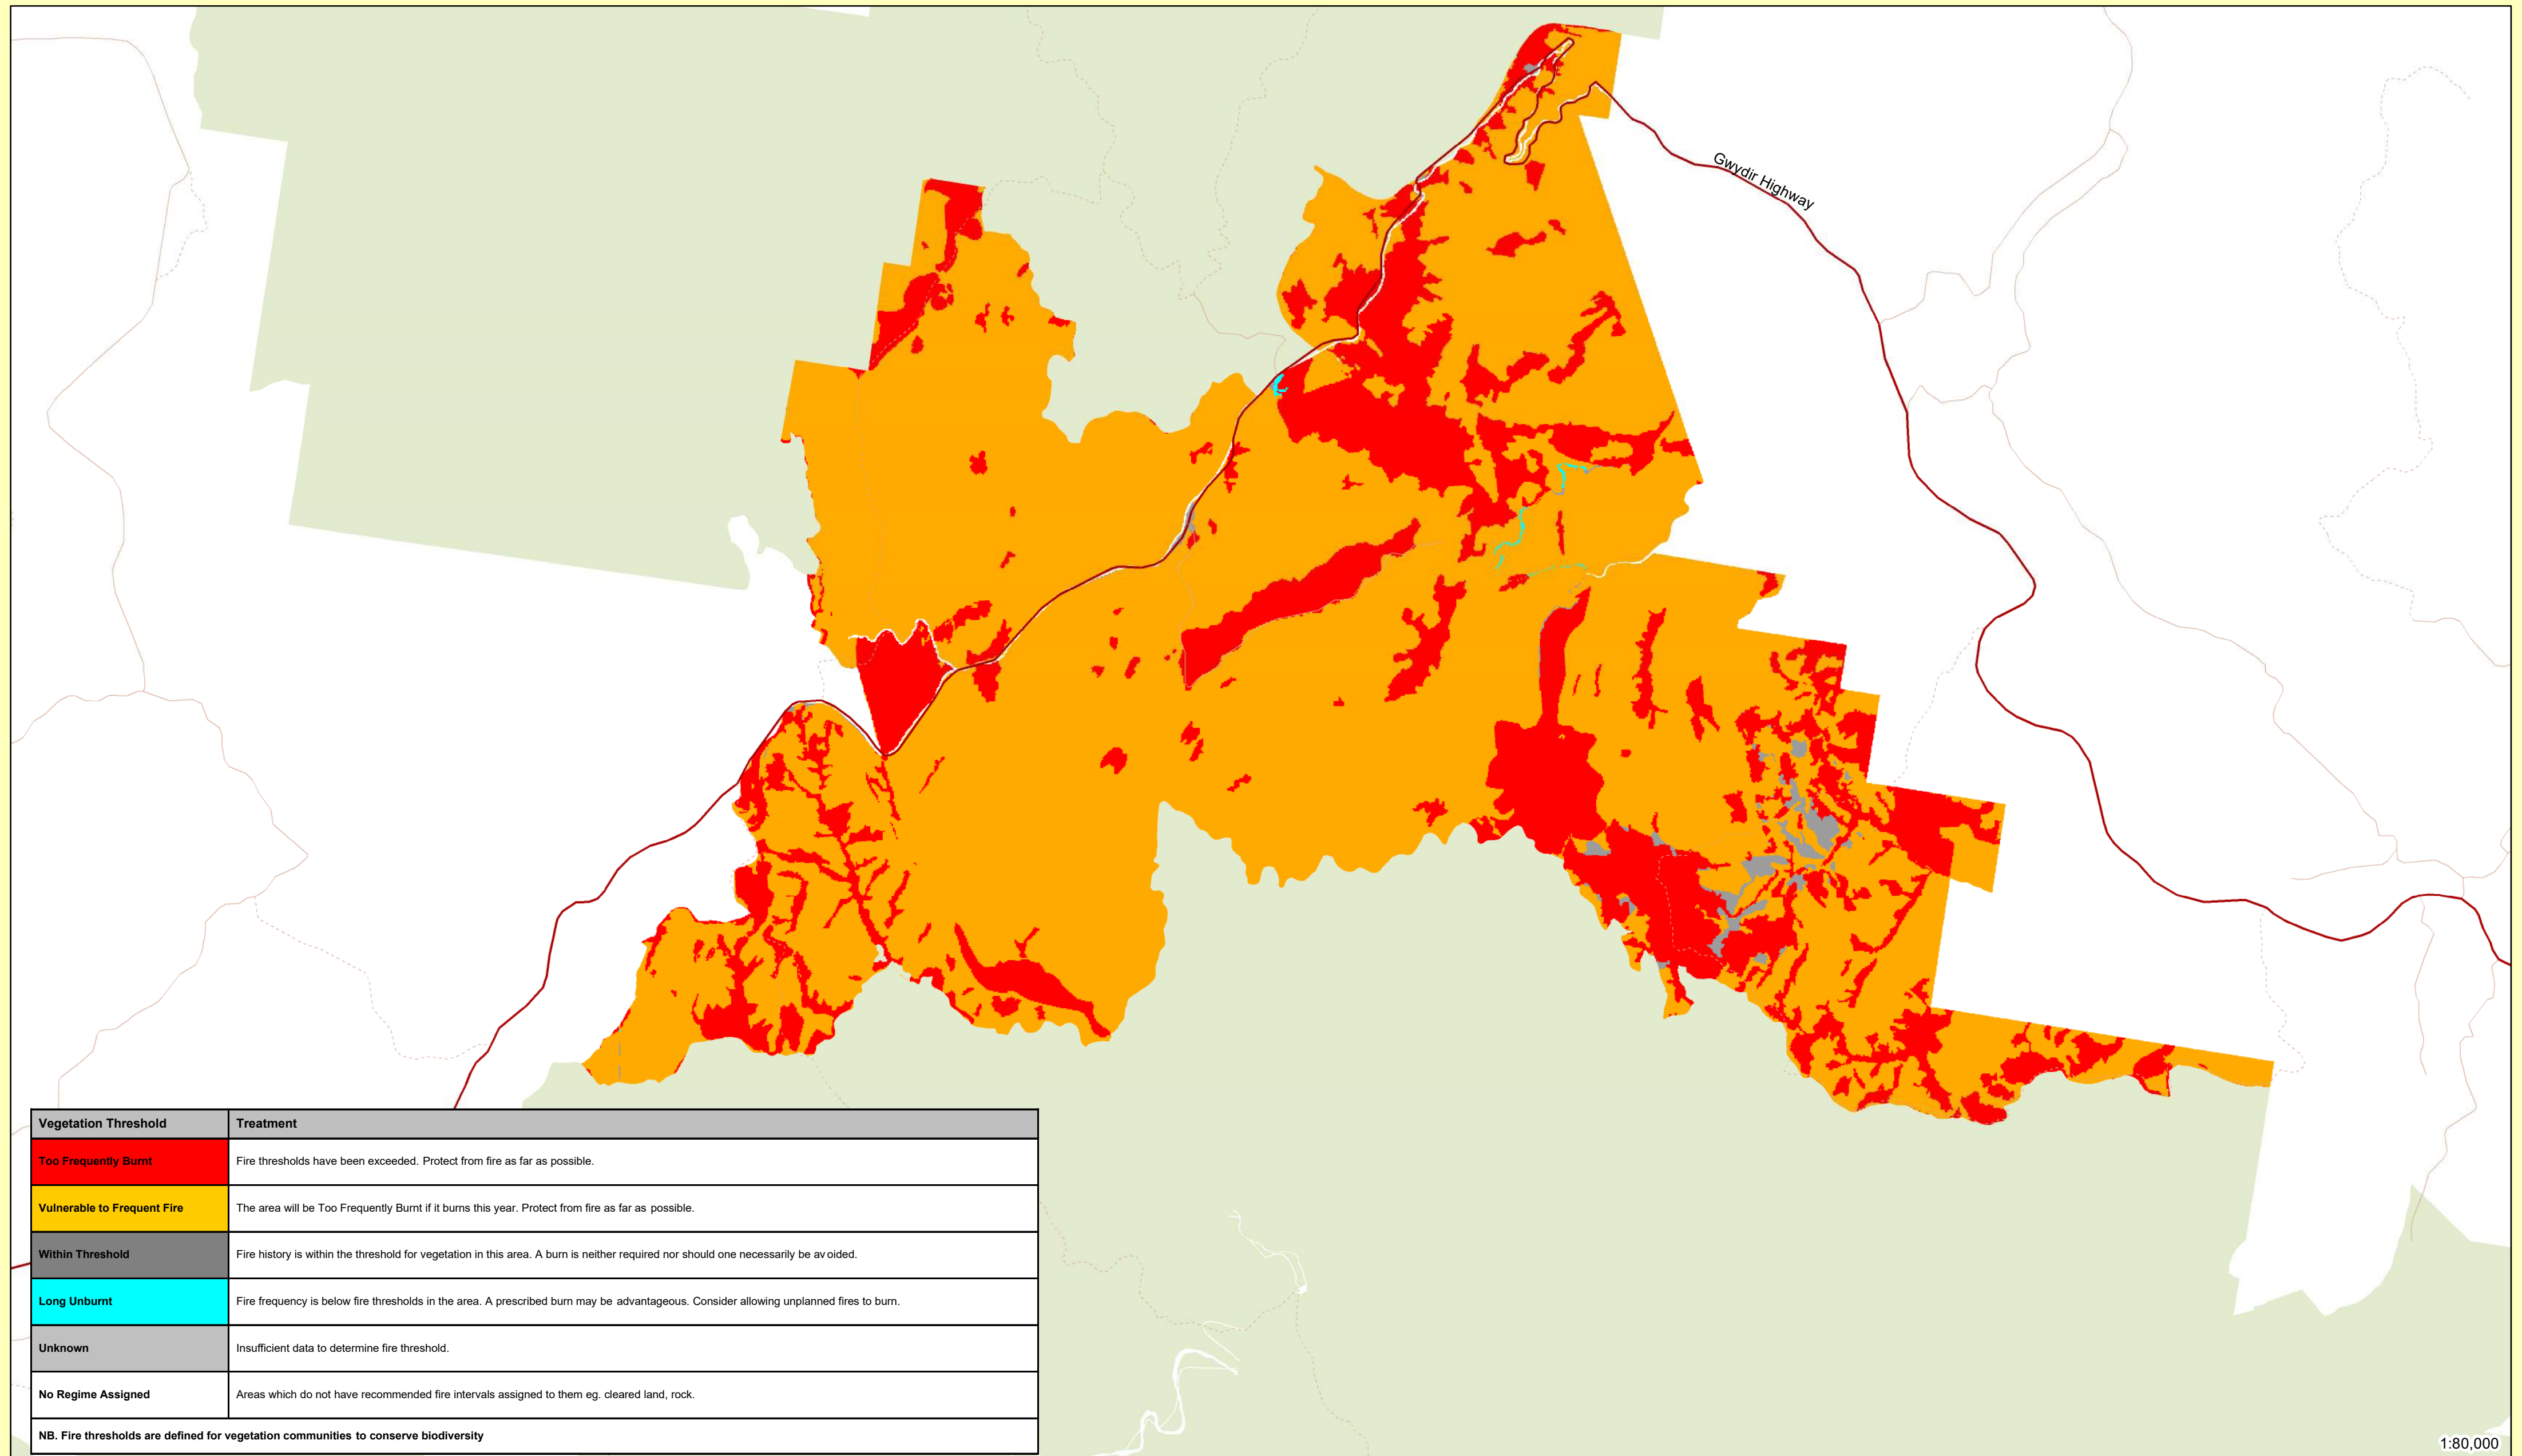 Gwydir Highway
Vegetation Threshold Treatment
Too Frequently Burnt Fire thresholds have been exceeded. Protect from fire as far as possible.
Vulnerable to Frequent Fire The area will be Too Frequently Burnt if it burns this year. Protect from fire as far as possible.
Within Threshold Fire history is within the threshold for vegetation in this area. A burn is neither required nor should one necessarily be avoided.
Long Unburnt Fire frequency is below fire thresholds in the area. A prescribed burn may be advantageous. Consider allowing unplanned fires to burn.
Unknown Insufficient data to determine fire threshold.
No Regime Assigned Areas which do not have recommended fire intervals assigned to them eg. cleared land, rock.
NB. Fire thresholds are defined for vegetation communities to conserve biodiversity
1:80,000